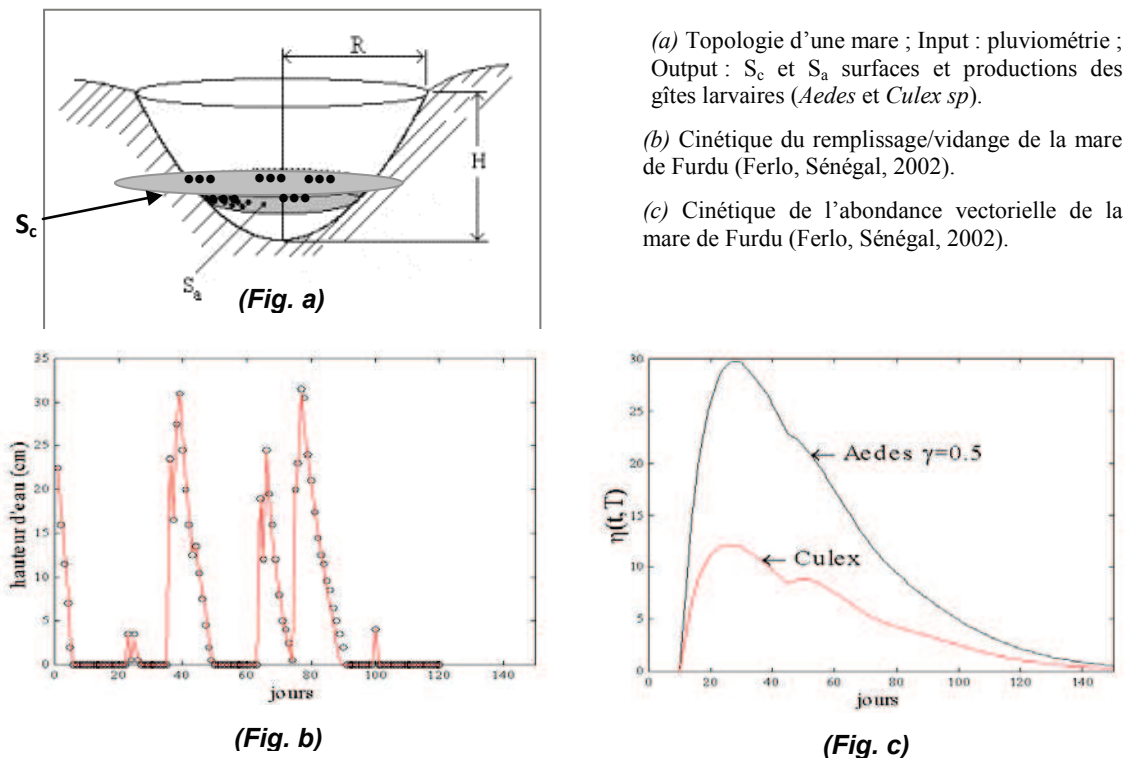 R
H
S_c
S_a
(Fig. a)
(a) Topologie d'une mare ; Input : pluviométrie ;
Output : S_c et S_a surfaces et productions des
gîtes larvaires (Aedes et Culex sp).
(b) Cinétique du remplissage/vidange de la mare
de Furdu (Ferlo, Sénégal, 2002).
(c) Cinétique de l'abondance vectorielle de la
mare de Furdu (Ferlo, Sénégal, 2002).
35
30
25
20
15
10
5
0
hauteur d'eau (cm)
0 20 40 60 80 100 120 140
jours
(Fig. b)
30
25
20
15
10
5
0
η(t,T)
← Aedes γ=0.5
← Culex
0 20 40 60 80 100 120 140
jours
(Fig. c)